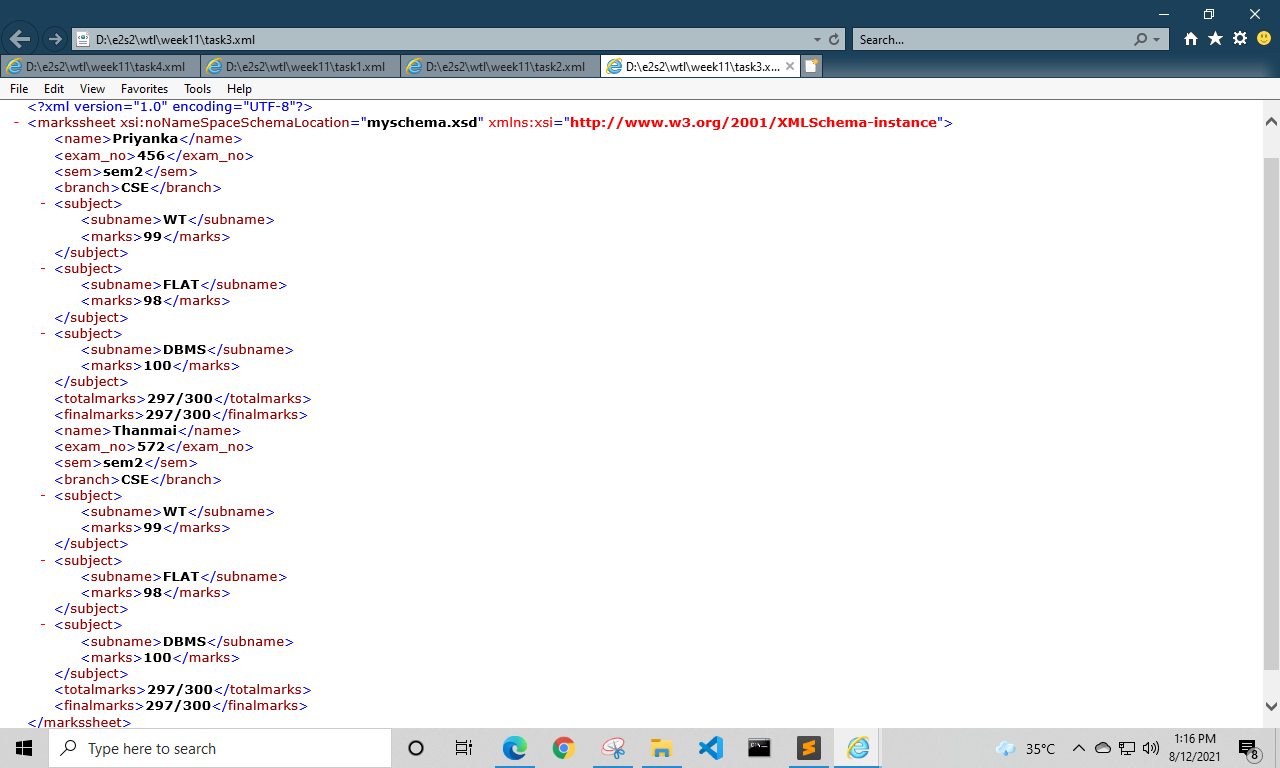 D:\e2s2\wtl\week11\task3.xml
Search...
D:\e2s2\wtl\week11\task4.xml
D:\e2s2\wtl\week11\task1.xml
D:\e2s2\wtl\week11\task2.xml
D:\e2s2\wtl\week11\task3.x...
File Edit View Favorites Tools Help
<?xml version="1.0" encoding="UTF-8"?>
- <markssheet xsi:noNameSpaceSchemaLocation="myschema.xsd" xmlns:xsi="http://www.w3.org/2001/XMLSchema-instance">
<name>Priyanka</name>
<exam_no>456</exam_no>
<sem>sem2</sem>
<branch>CSE</branch>
- <subject>
<subname>WT</subname>
<marks>99</marks>
</subject>
- <subject>
<subname>FLAT</subname>
<marks>98</marks>
</subject>
- <subject>
<subname>DBMS</subname>
<marks>100</marks>
</subject>
<totalmarks>297/300</totalmarks>
<finalmarks>297/300</finalmarks>
<name>Thanmai</name>
<exam_no>572</exam_no>
<sem>sem2</sem>
<branch>CSE</branch>
- <subject>
<subname>WT</subname>
<marks>99</marks>
</subject>
- <subject>
<subname>FLAT</subname>
<marks>98</marks>
</subject>
- <subject>
<subname>DBMS</subname>
<marks>100</marks>
</subject>
<totalmarks>297/300</totalmarks>
<finalmarks>297/300</finalmarks>
</markssheet>
Type here to search
35°C
1:16 PM
8/12/2021
8